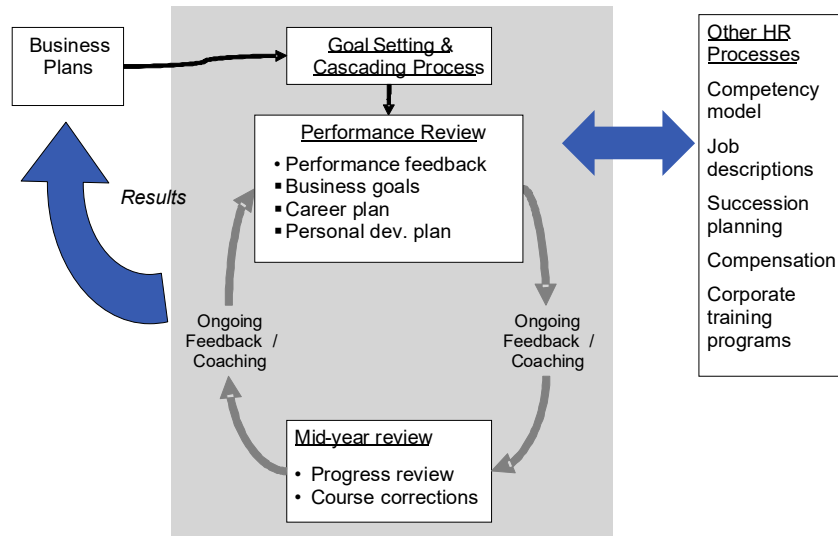 Business
Plans
Goal Setting &
Cascading Process
Performance Review
• Performance feedback
▪ Business goals
▪ Career plan
▪ Personal dev. plan
Results
Ongoing
Feedback /
Coaching
Ongoing
Feedback /
Coaching
Mid-year review
• Progress review
• Course corrections
Other HR
Processes
Competency
model
Job
descriptions
Succession
planning
Compensation
Corporate
training
programs